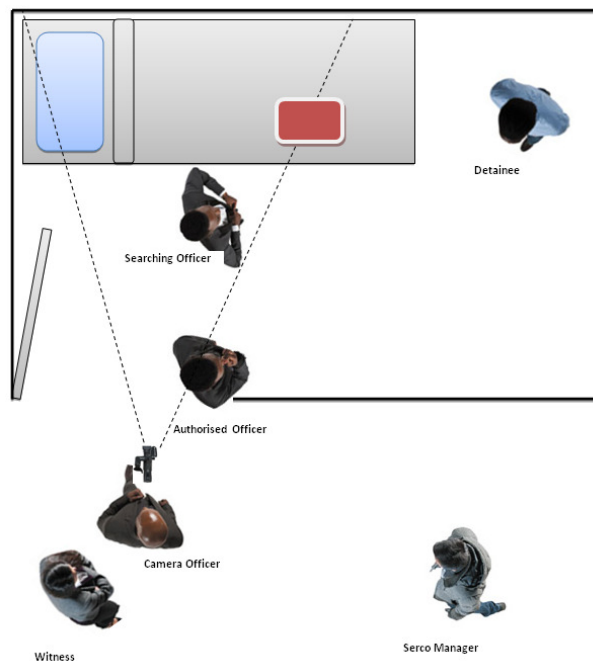 Detainee
Searching Officer
Authorised Officer
Camera Officer
Serco Manager
Witness